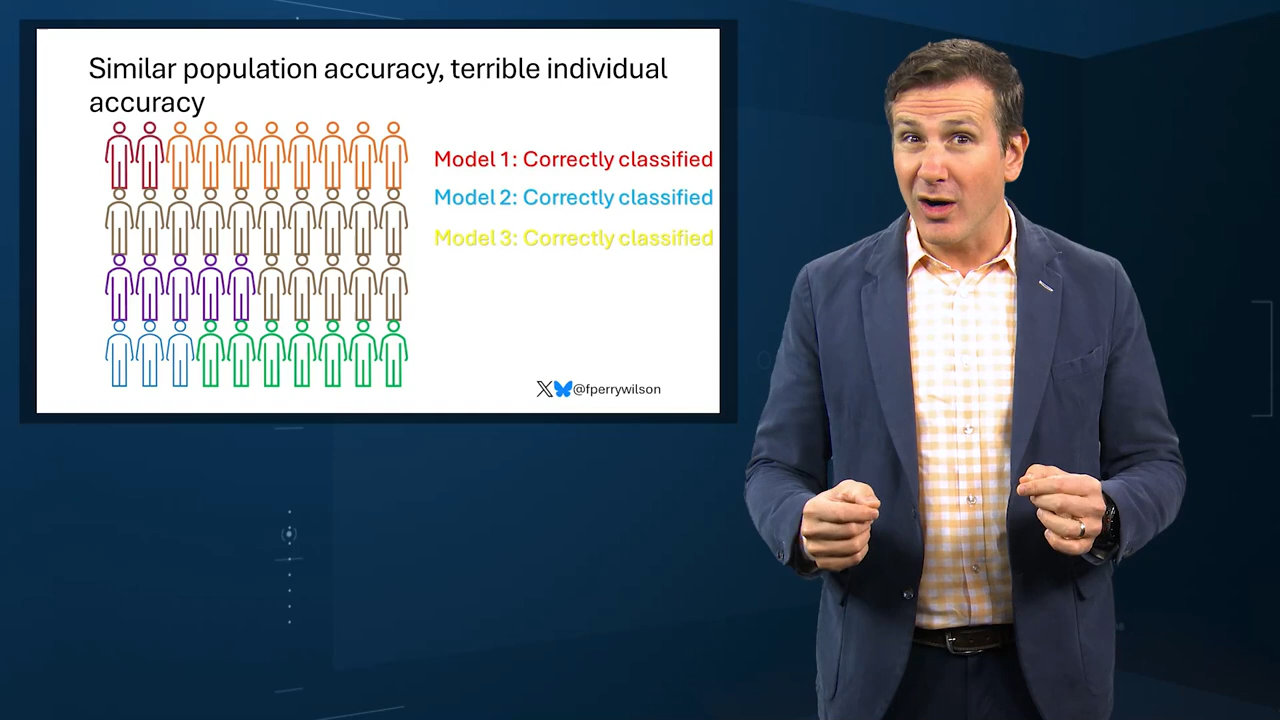 Similar population accuracy, terrible individual
accuracy
Model 1: Correctly classified
Model 2: Correctly classified
Model 3: Correctly classified
@fperrywilson